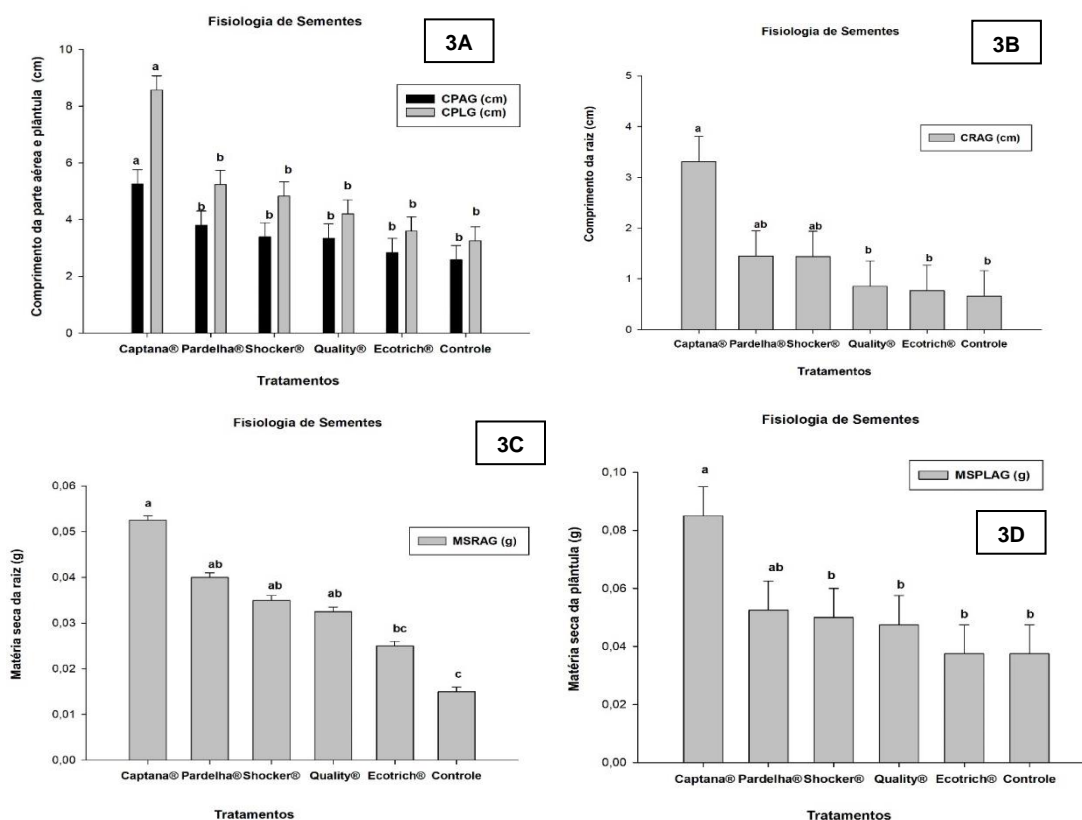 Fisiologia de Sementes
3A
Comprimento da parte aérea e plântula (cm)
10
8
6
4
2
0
CPAG (cm)
CPLG (cm)
a
a
b
b
b
b
b
b
b
b
b
b
Captana® Pardelha® Shocker® Quality® Ecotrich® Controle
Tratamentos
Fisiologia de Sementes
3B
Comprimento da raiz (cm)
5
4
3
2
1
0
CRAG (cm)
a
ab
ab
b
b
b
Captana® Pardelha® Shocker® Quality® Ecotrich® Controle
Tratamentos
Fisiologia de Sementes
3C
Matéria seca da raiz (g)
0,06
0,05
0,04
0,03
0,02
0,01
0,00
MSRAG (g)
a
ab
ab
ab
bc
c
Captana® Pardelha® Shocker® Quality® Ecotrich® Controle
Tratamentos
Fisiologia de Sementes
3D
Matéria seca da plântula (g)
0,10
0,08
0,06
0,04
0,02
0,00
MSPLAG (g)
a
ab
b
b
b
b
Captana® Pardelha® Shocker® Quality® Ecotrich® Controle
Tratamentos